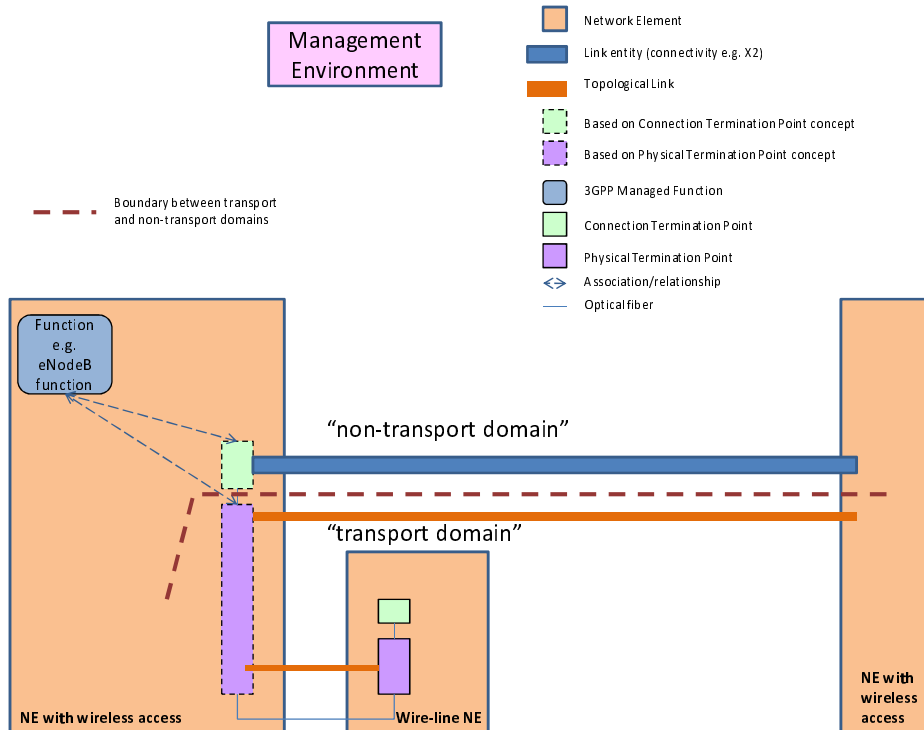 Management
Environment
Network Element
Link entity (connectivity e.g. X2)
Topological Link
Based on Connection Termination Point concept
Based on Physical Termination Point concept
3GPP Managed Function
Connection Termination Point
Physical Termination Point
Association/relationship
Optical fiber
Boundary between transport
and non-transport domains
Function
e.g.
eNodeB
function
“non-transport domain”
“transport domain”
NE with wireless access
Wire-line NE
NE with
wireless
access